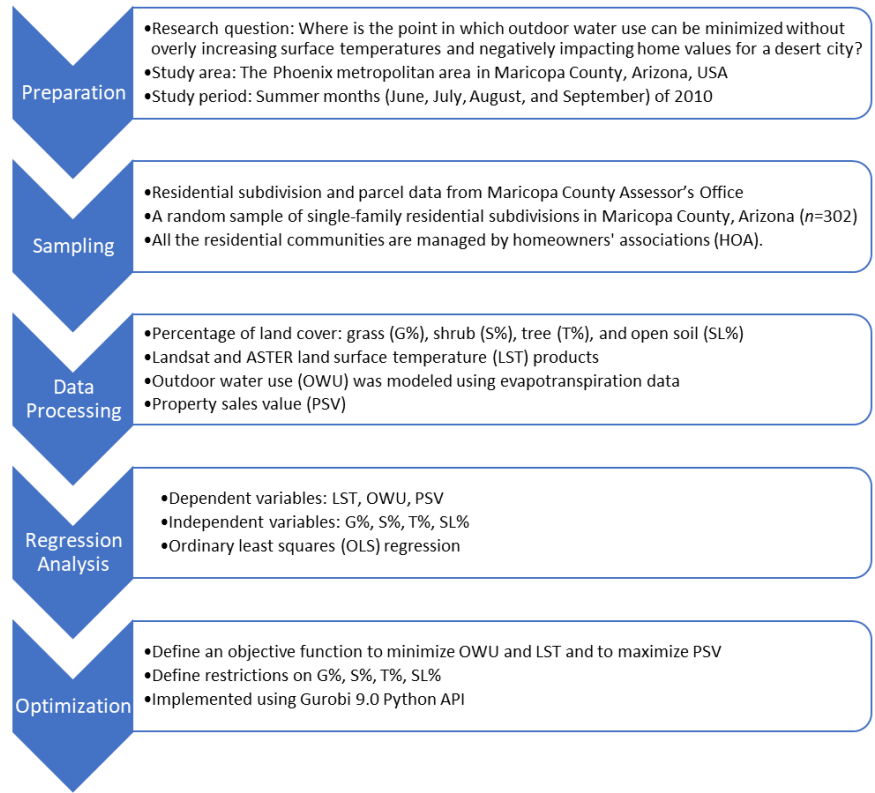 Preparation
•Research question: Where is the point in which outdoor water use can be minimized without
overly increasing surface temperatures and negatively impacting home values for a desert city?
•Study area: The Phoenix metropolitan area in Maricopa County, Arizona, USA
•Study period: Summer months (June, July, August, and September) of 2010
Sampling
•Residential subdivision and parcel data from Maricopa County Assessor’s Office
•A random sample of single-family residential subdivisions in Maricopa County, Arizona (n=302)
•All the residential communities are managed by homeowners' associations (HOA).
Data
Processing
•Percentage of land cover: grass (G%), shrub (S%), tree (T%), and open soil (SL%)
•Landsat and ASTER land surface temperature (LST) products
•Outdoor water use (OWU) was modeled using evapotranspiration data
•Property sales value (PSV)
Regression
Analysis
•Dependent variables: LST, OWU, PSV
•Independent variables: G%, S%, T%, SL%
•Ordinary least squares (OLS) regression
Optimization
•Define an objective function to minimize OWU and LST and to maximize PSV
•Define restrictions on G%, S%, T%, SL%
•Implemented using Gurobi 9.0 Python API